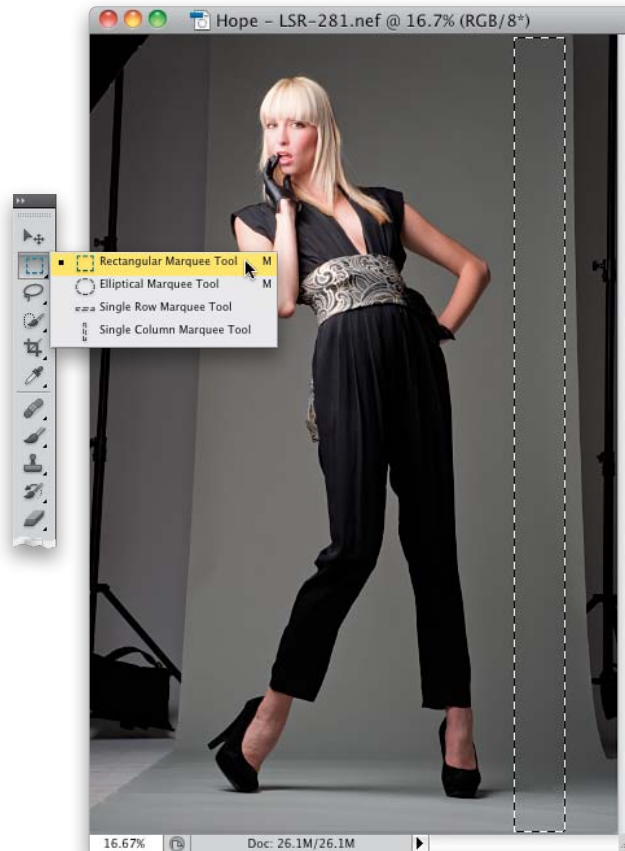 Hope – LSR-281.nef @ 16.7% (RGB/8*)
Rectangular Marquee Tool M
Elliptical Marquee Tool M
Single Row Marquee Tool
Single Column Marquee Tool
16.67% Doc: 26.1M/26.1M